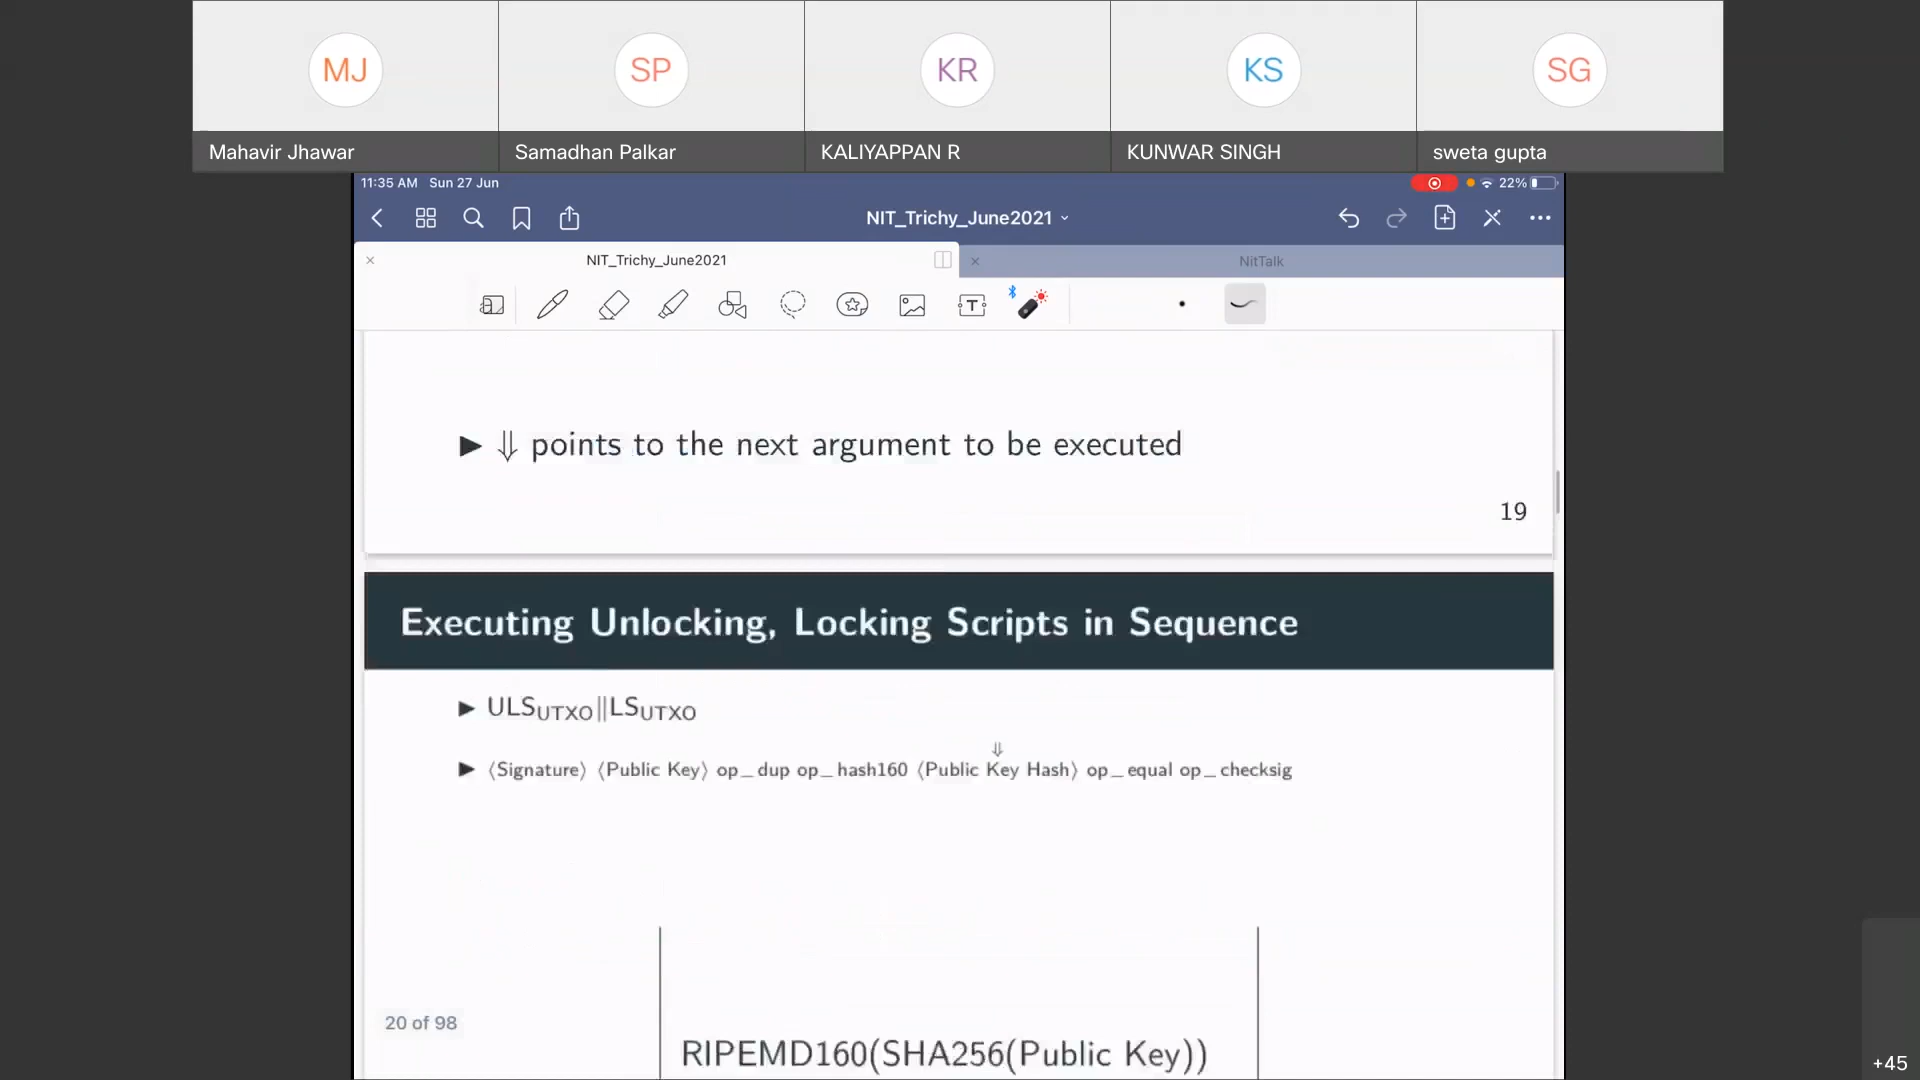 MJ SP KR KS SG
Mahavir Jhawar Samadhan Palkar KALIYAPPAN R KUNWAR SINGH sweta gupta
11:35 AM Sun 27 Jun 22%
NIT_Trichy_June2021
NIT_Trichy_June2021 NitTalk
T
▶ ⇓ points to the next argument to be executed
19
Executing Unlocking, Locking Scripts in Sequence
▶ ULS_UTXO||LS_UTXO
⇓
▶ ⟨Signature⟩ ⟨Public Key⟩ op_dup op_hash160 ⟨Public Key Hash⟩ op_equal op_checksig
20 of 98
RIPEMD160(SHA256(Public Key))
+45